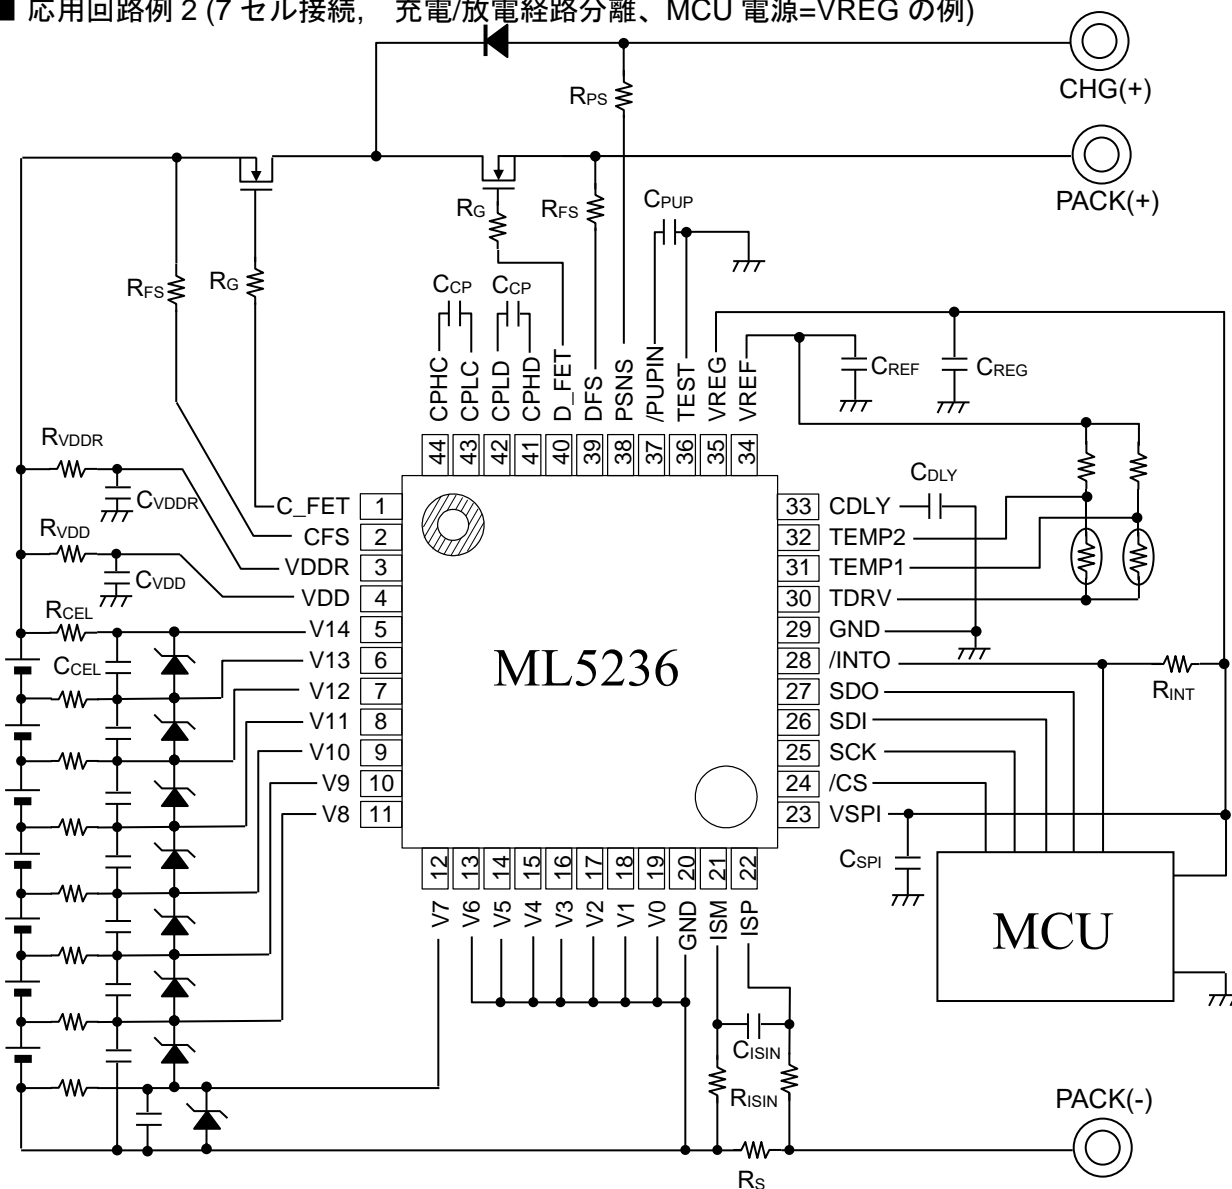 ■ 応用回路例 2 (7 セル接続, 充電/放電経路分離、MCU 電源=VREG の例)
CHG(+)
RPS
PACK(+)
RG
RFS
CPUP
RFS
RG
CCP
CCP
CREF
CREG
CPHC
CPLC
CPLD
CPHD
D_FET
DFS
PSNS
/PUPIN
TEST
VREG
VREF
44
43
42
41
40
39
38
37
36
35
34
RVDDR
CVDDR
RVDD
CVDD
RCEL
CCEL
C_FET 1
CFS 2
VDDR 3
VDD 4
V14 5
V13 6
V12 7
V11 8
V10 9
V9 10
V8 11
ML5236
CDLY
33 CDLY
32 TEMP2
31 TEMP1
30 TDRV
29 GND
28 /INTO
27 SDO
26 SDI
25 SCK
24 /CS
23 VSPI
RINT
CSPI
MCU
12
13
14
15
16
17
18
19
20
21
22
V7
V6
V5
V4
V3
V2
V1
V0
GND
ISM
ISP
CISIN
RISIN
PACK(-)
RS